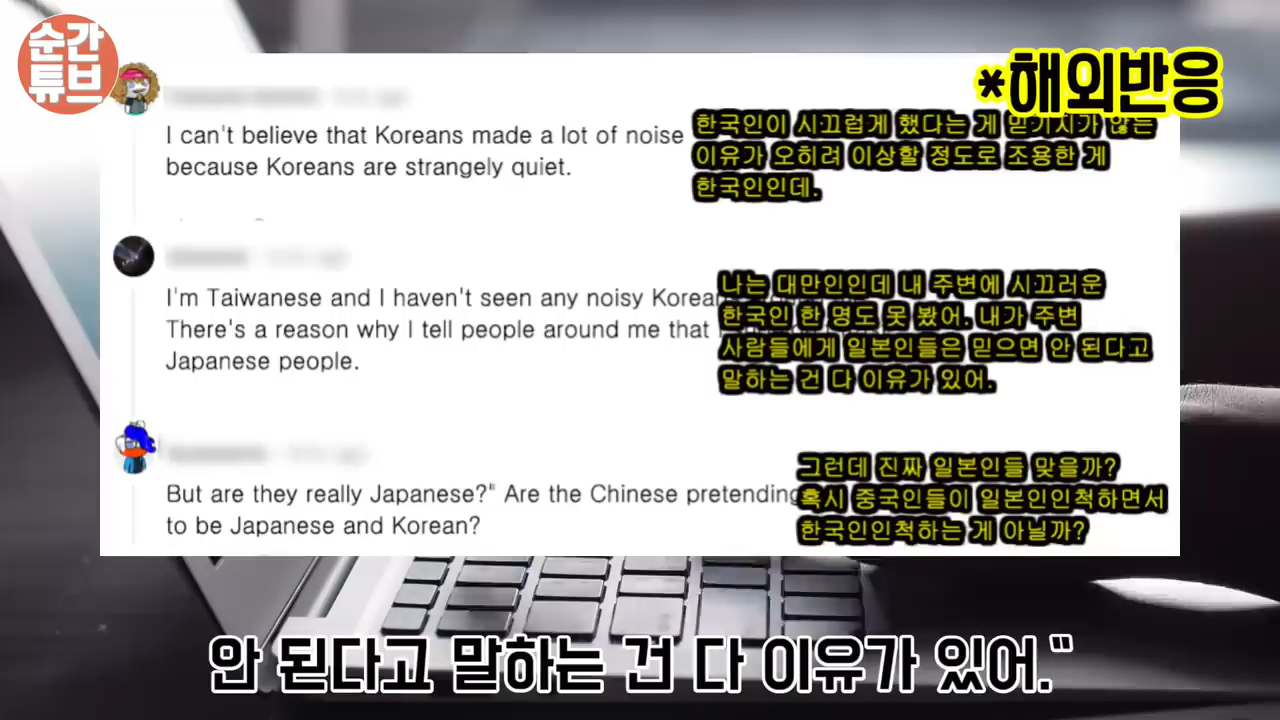 순간
튜브
*해외반응
I can't believe that Koreans made a lot of noise
because Koreans are strangely quiet.
한국인이 시끄럽게 했다는 게 믿기지가 않는
이유가 오히려 이상할 정도로 조용한 게
한국인인데.
I'm Taiwanese and I haven't seen any noisy Koreans
There's a reason why I tell people around me that
Japanese people.
나는 대만인인데 내 주변에 시끄러운
한국인 한 명도 못 봤어. 내가 주변
사람들에게 일본인들은 믿으면 안 된다고
말하는 건 다 이유가 있어.
But are they really Japanese?" Are the Chinese pretending
to be Japanese and Korean?
그런데 진짜 일본인들 맞을까?
혹시 중국인들이 일본인인척하면서
한국인인척하는 게 아닐까?
안 된다고 말하는 건 다 이유가 있어."